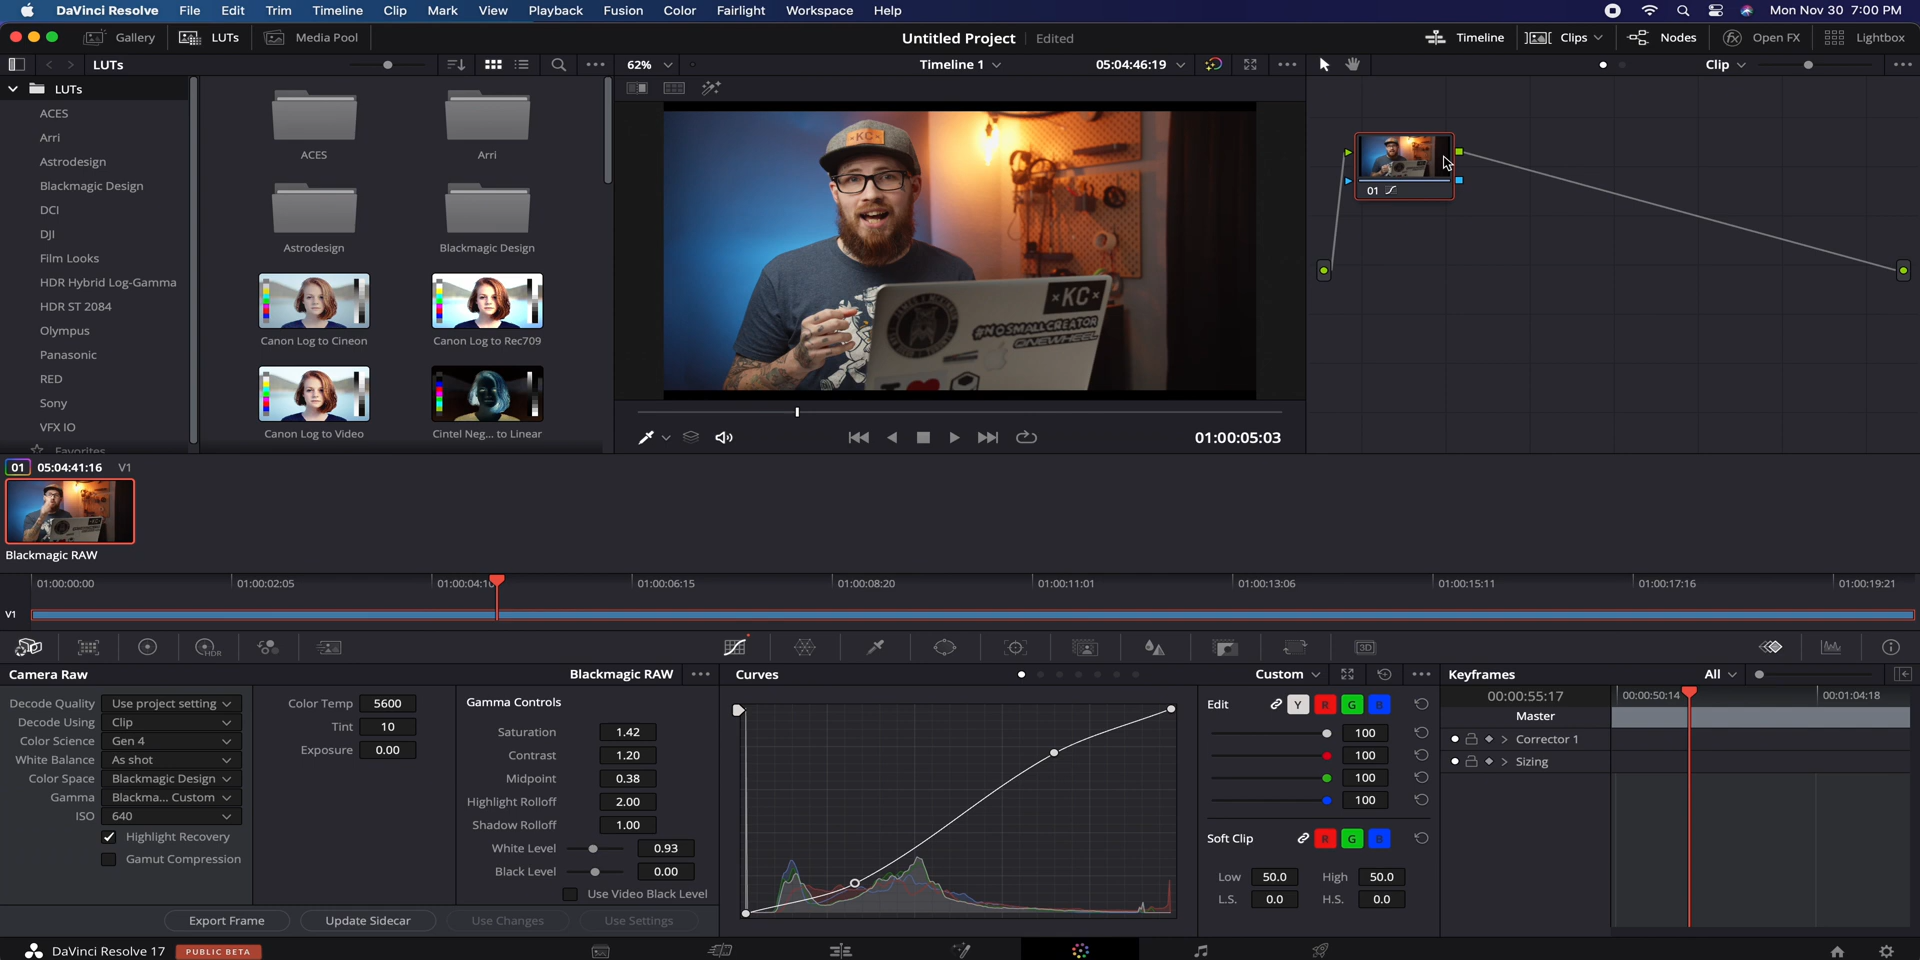 DaVinci Resolve File Edit Trim Timeline Clip Mark View Playback Fusion Color Fairlight Workspace Help Mon Nov 30 7:00 PM
Gallery LUTs Media Pool Untitled Project Edited Timeline Clips Nodes Open FX Lightbox
LUTs 62% Timeline 1 05:04:46:19 Clip
LUTs
ACES
Arri
Astrodesign
Blackmagic Design
DCI
DJI
Film Looks
HDR Hybrid Log-Gamma
HDR ST 2084
Olympus
Panasonic
RED
Sony
VFX IO
Favorites
ACES Arri
Astrodesign Blackmagic Design
Canon Log to Cineon Canon Log to Rec709
Canon Log to Video Cintel Neg... to Linear
KC
×KC×
#NOSMALLCREATOR
ONEWHEEL
01:00:05:03
01
01 05:04:41:16 V1
Blackmagic RAW
01:00:00:00 01:00:02:05 01:00:04:10 01:00:06:15 01:00:08:20 01:00:11:01 01:00:13:06 01:00:15:11 01:00:17:16 01:00:19:21
V1
HDR 3D
Camera Raw Blackmagic RAW
Decode Quality Use project setting
Decode Using Clip
Color Science Gen 4
White Balance As shot
Color Space Blackmagic Design
Gamma Blackma... Custom
ISO 640
Highlight Recovery
Gamut Compression
Color Temp 5600
Tint 10
Exposure 0.00
Gamma Controls
Saturation 1.42
Contrast 1.20
Midpoint 0.38
Highlight Rolloff 2.00
Shadow Rolloff 1.00
White Level 0.93
Black Level 0.00
Use Video Black Level
Export Frame Update Sidecar Use Changes Use Settings
Curves Custom
Edit Y R G B
100
100
100
100
Soft Clip R G B
Low 50.0 High 50.0
L.S. 0.0 H.S. 0.0
Keyframes All
00:00:55:17 00:00:50:14 00:01:04:18
Master
Corrector 1
Sizing
DaVinci Resolve 17 PUBLIC BETA